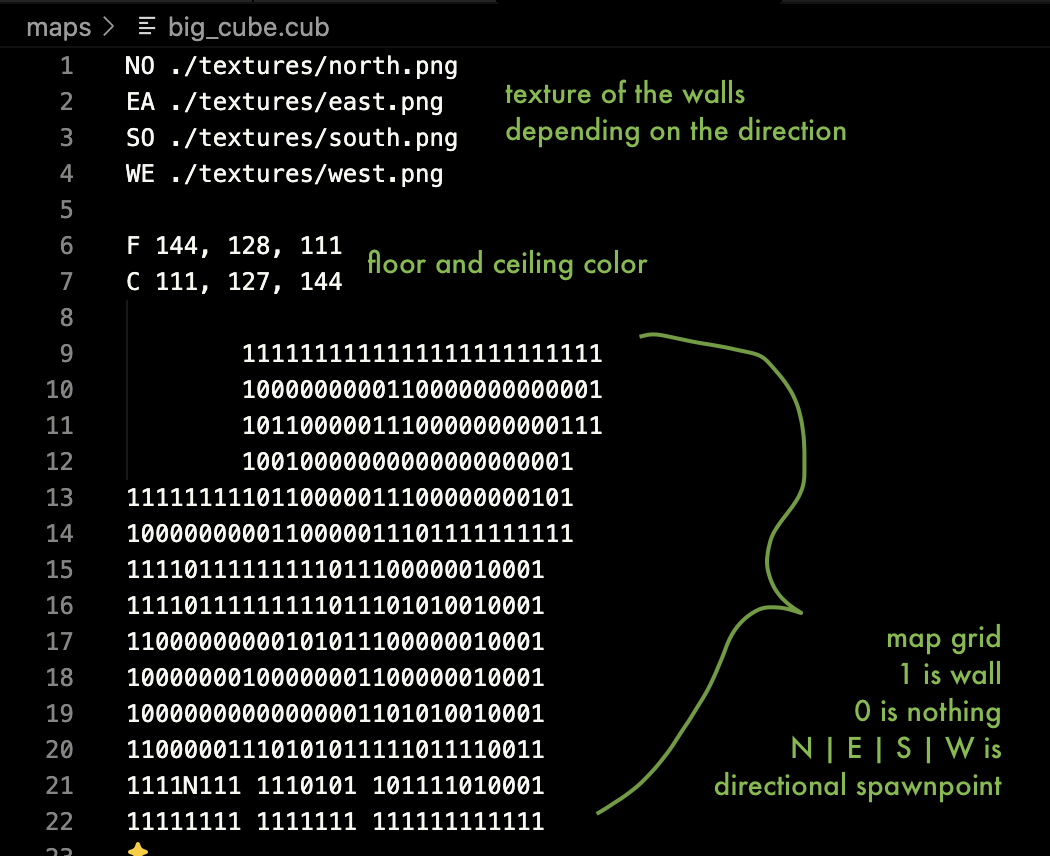 maps > big_cube.cub
1 NO ./textures/north.png
2 EA ./textures/east.png
3 SO ./textures/south.png
4 WE ./textures/west.png
texture of the walls
depending on the direction
5
6 F 144, 128, 111
7 C 111, 127, 144
floor and ceiling color
8
9         1111111111111111111111111
10         1000000000110000000000001
11         1011000001110000000000111
12         10010000000000000000001
13 1111111110110000011100000000101
14 1000000000110000011101111111111
15 11110111111111011100000010001
16 11110111111111011101010010001
17 11000000000101011100000010001
18 10000000100000001100000010001
19 10000000000000001101010010001
20 11000001110101011111011110011
21 1111N111 1110101 101111010001
22 11111111 1111111 111111111111
23
map grid
1 is wall
0 is nothing
N | E | S | W is
directional spawnpoint